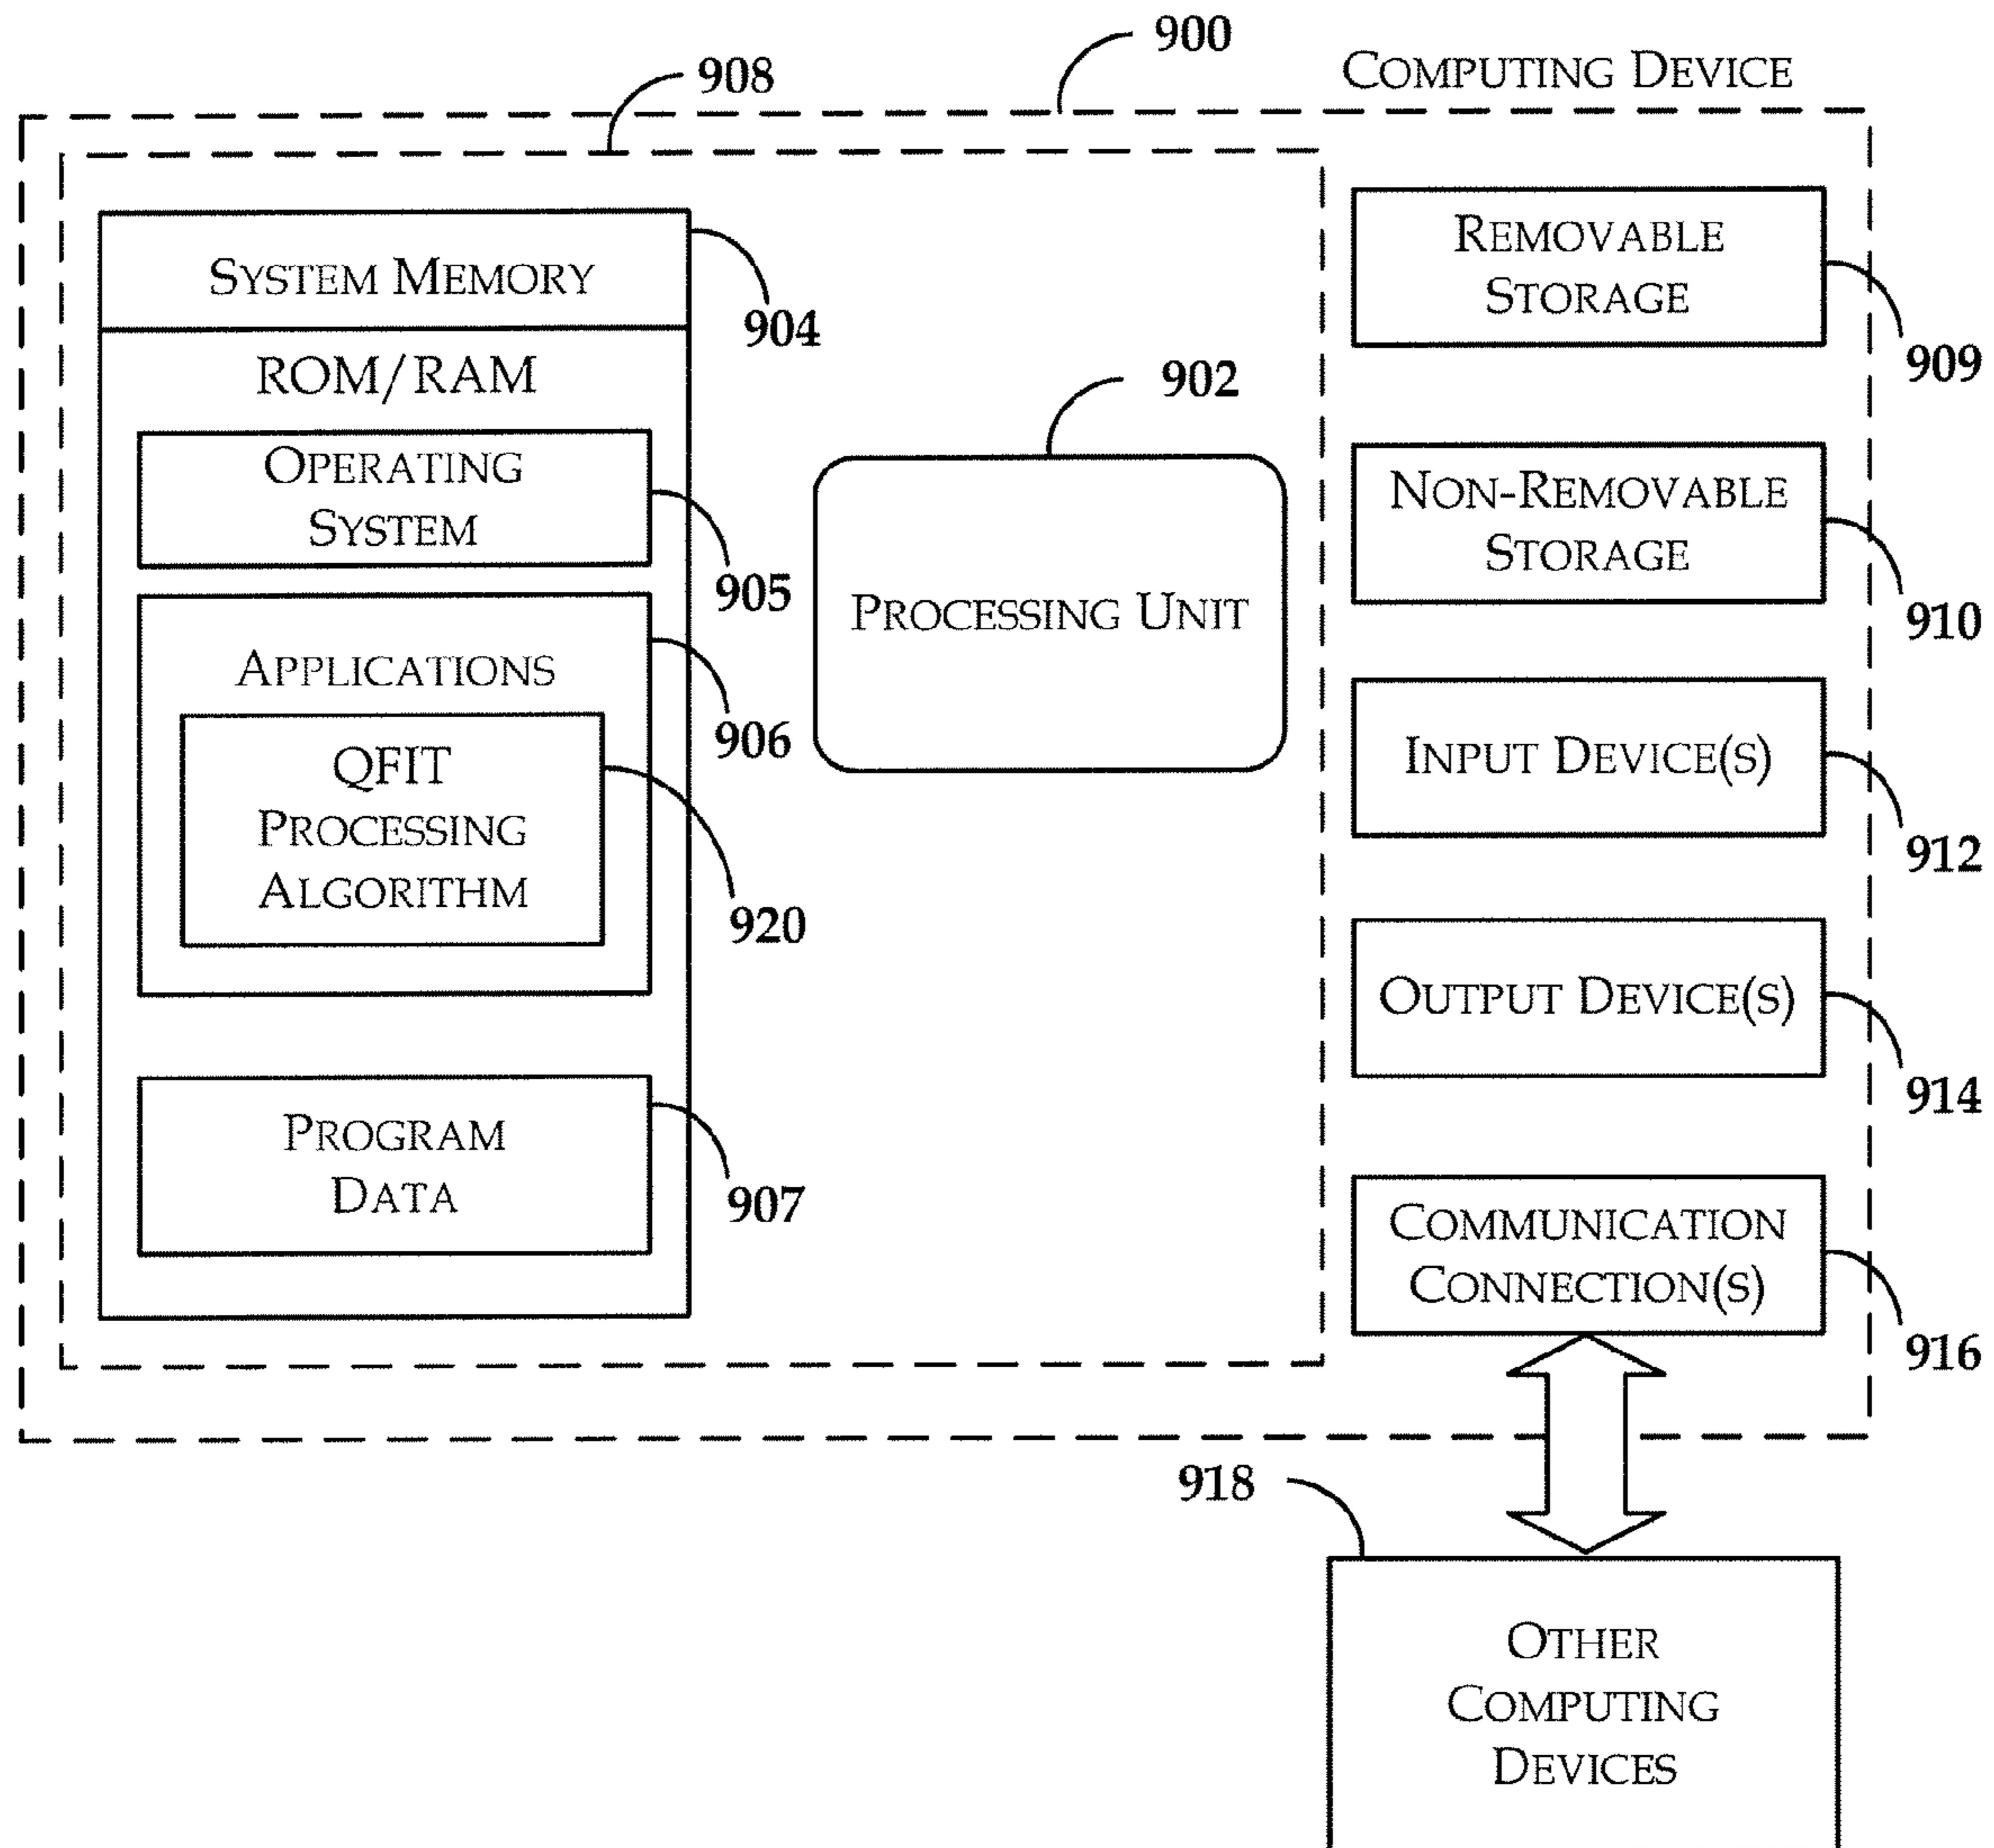 900
COMPUTING DEVICE
908
SYSTEM MEMORY
904
ROM/RAM
OPERATING
SYSTEM
905
APPLICATIONS
906
QFIT
PROCESSING
ALGORITHM
920
PROGRAM
DATA
907
902
PROCESSING UNIT
REMOVABLE
STORAGE
909
NON-REMOVABLE
STORAGE
910
INPUT DEVICE(S)
912
OUTPUT DEVICE(S)
914
COMMUNICATION
CONNECTION(S)
916
918
OTHER
COMPUTING
DEVICES